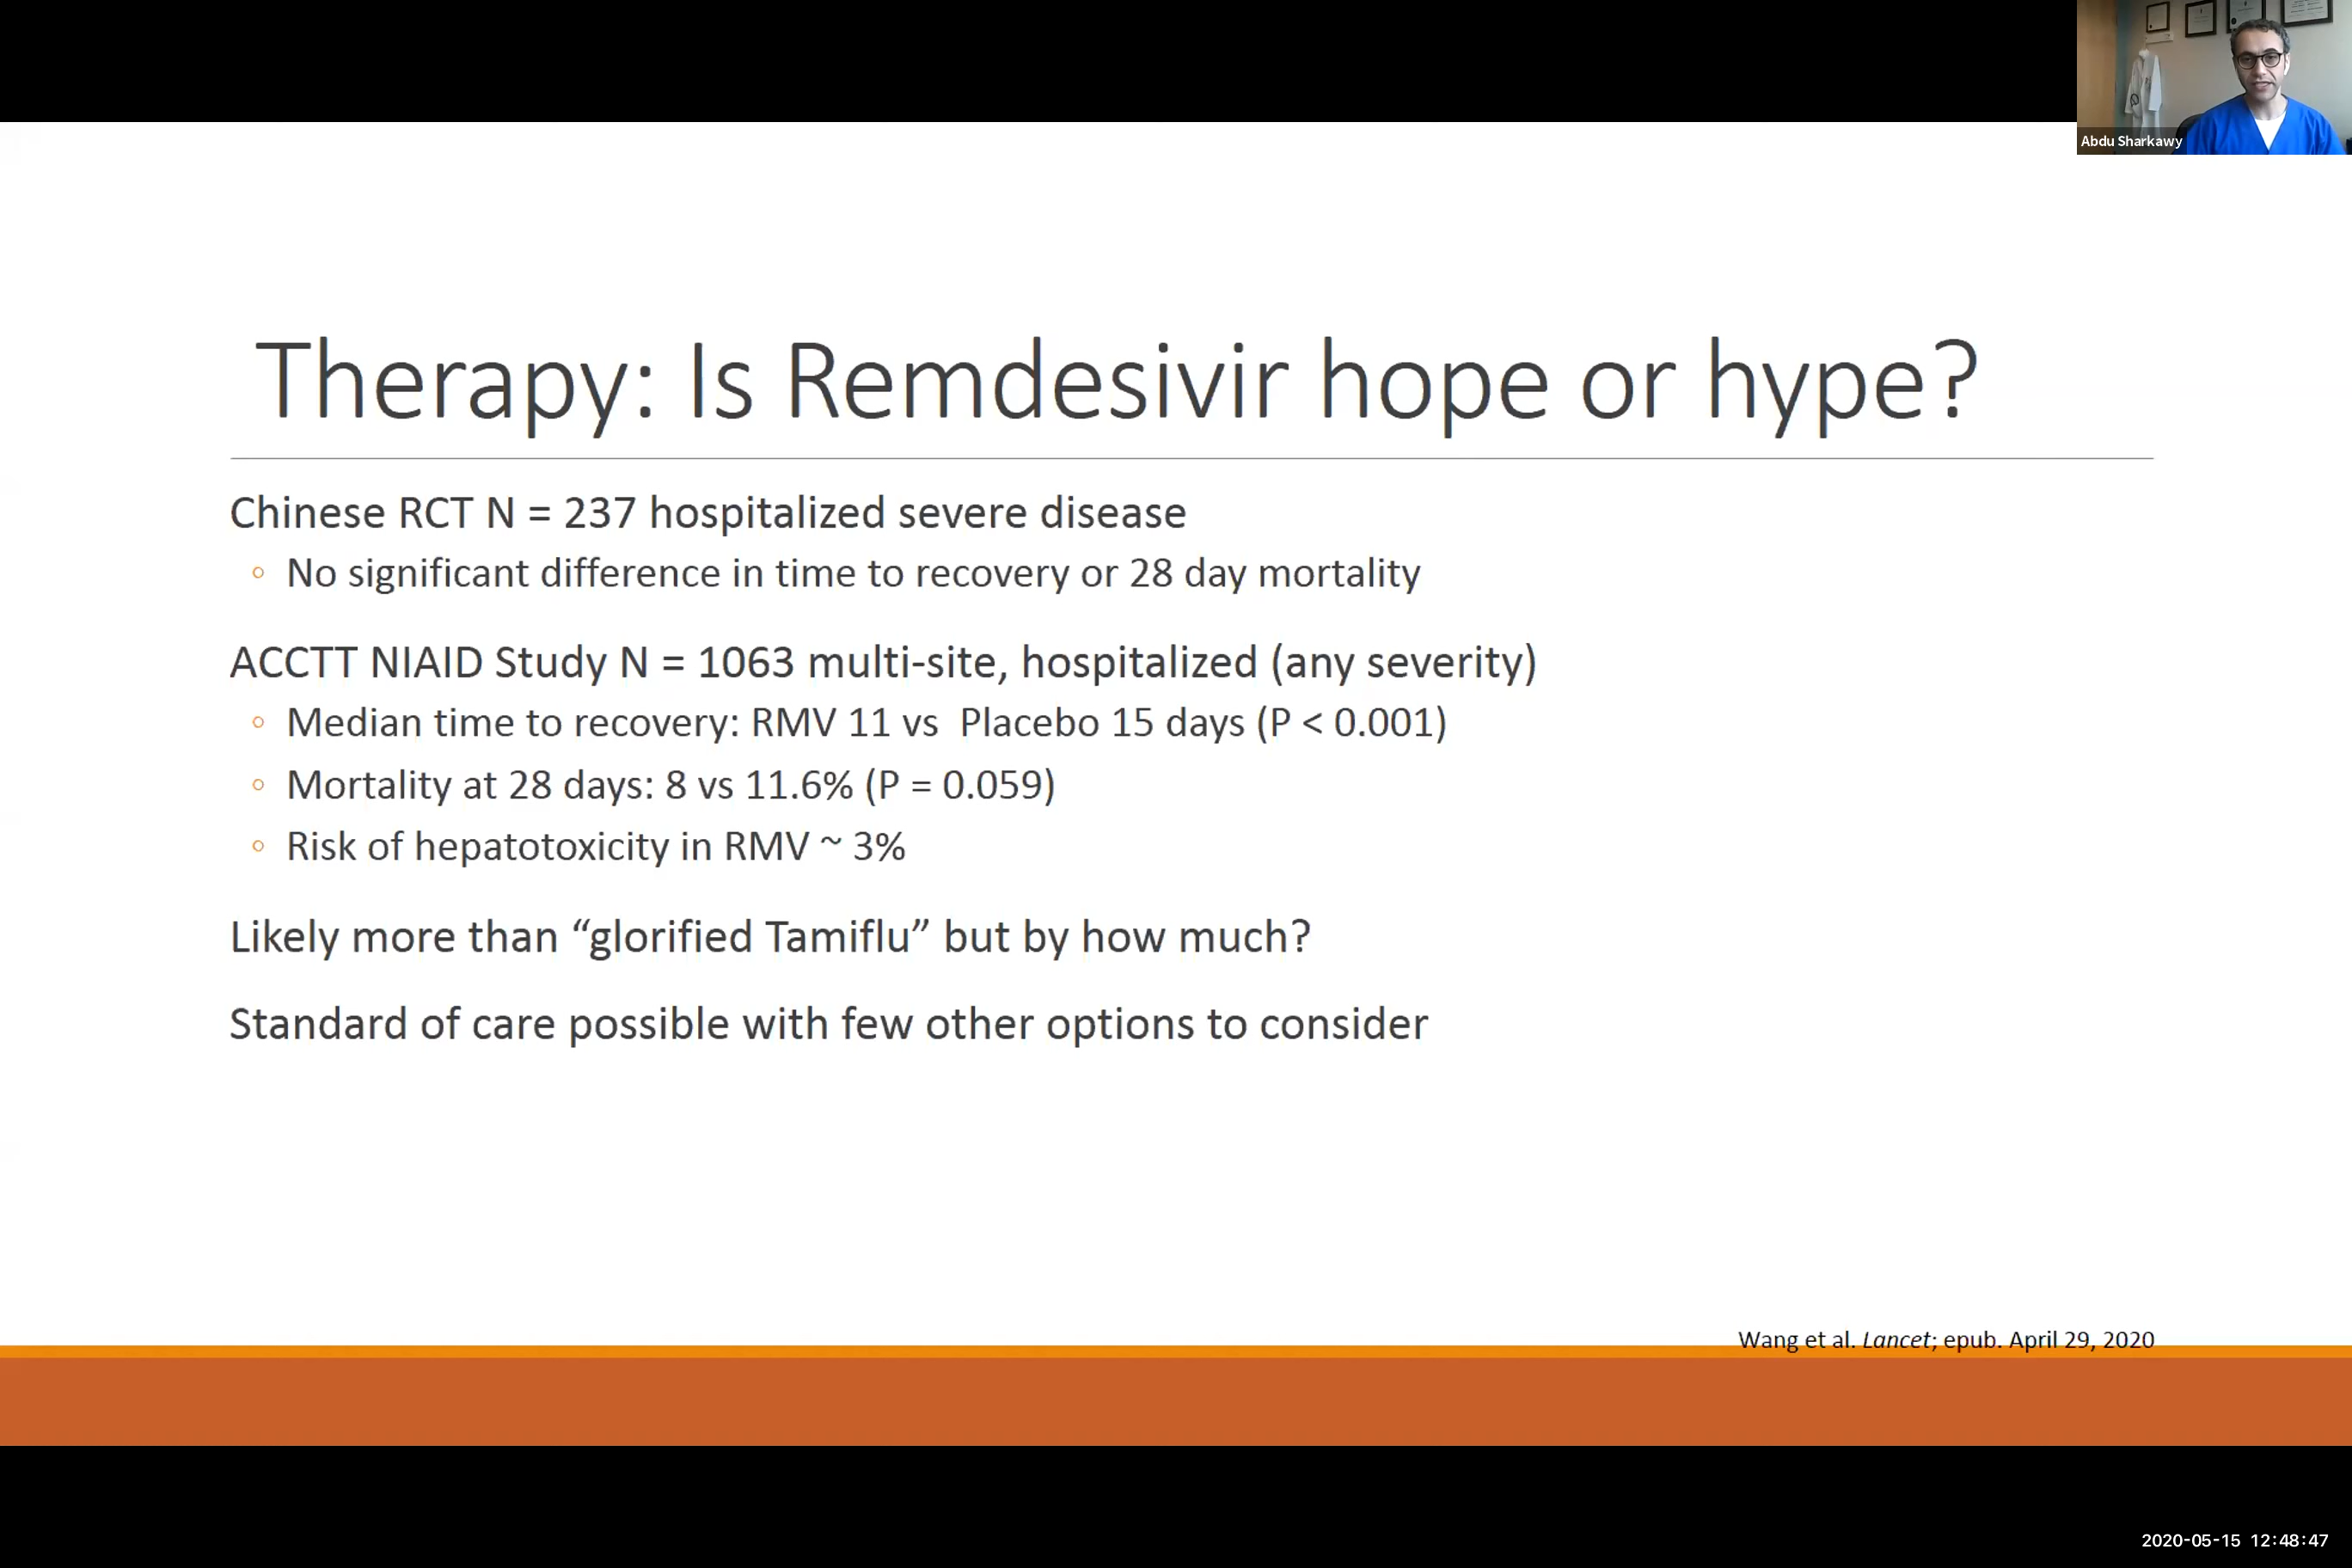 Abdu Sharkawy
Therapy: Is Remdesivir hope or hype?
Chinese RCT N = 237 hospitalized severe disease
◦ No significant difference in time to recovery or 28 day mortality
ACCTT NIAID Study N = 1063 multi-site, hospitalized (any severity)
◦ Median time to recovery: RMV 11 vs  Placebo 15 days (P < 0.001)
◦ Mortality at 28 days: 8 vs 11.6% (P = 0.059)
◦ Risk of hepatotoxicity in RMV ~ 3%
Likely more than “glorified Tamiflu” but by how much?
Standard of care possible with few other options to consider
Wang et al. Lancet; epub. April 29, 2020
2020-05-15 12:48:47